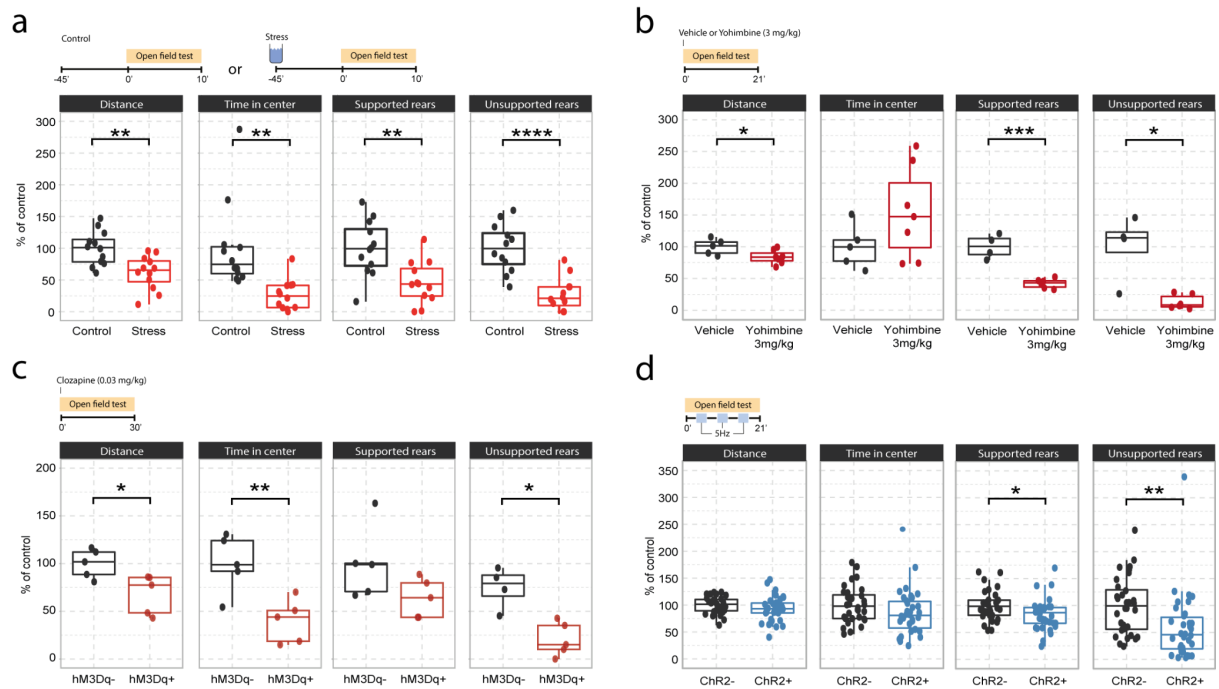 a
Control
Open field test
-45'
0'
10'
or
Stress
Open field test
-45'
0'
10'
Distance
Time in center
Supported rears
Unsupported rears
% of control
300
250
200
150
100
50
0
**
**
**
****
Control
Stress
Control
Stress
Control
Stress
Control
Stress
b
Vehicle or Yohimbine (3 mg/kg)
Open field test
0'
21'
Distance
Time in center
Supported rears
Unsupported rears
% of control
300
250
200
150
100
50
0
*
***
*
Vehicle
Yohimbine
3mg/kg
Vehicle
Yohimbine
3mg/kg
Vehicle
Yohimbine
3mg/kg
Vehicle
Yohimbine
3mg/kg
c
Clozapine (0.03 mg/kg)
Open field test
0'
30'
Distance
Time in center
Supported rears
Unsupported rears
% of control
200
150
100
50
0
*
**
*
hM3Dq-
hM3Dq+
hM3Dq-
hM3Dq+
hM3Dq-
hM3Dq+
hM3Dq-
hM3Dq+
d
Open field test
0'
21'
5Hz
Distance
Time in center
Supported rears
Unsupported rears
% of control
350
300
250
200
150
100
50
0
*
**
ChR2-
ChR2+
ChR2-
ChR2+
ChR2-
ChR2+
ChR2-
ChR2+